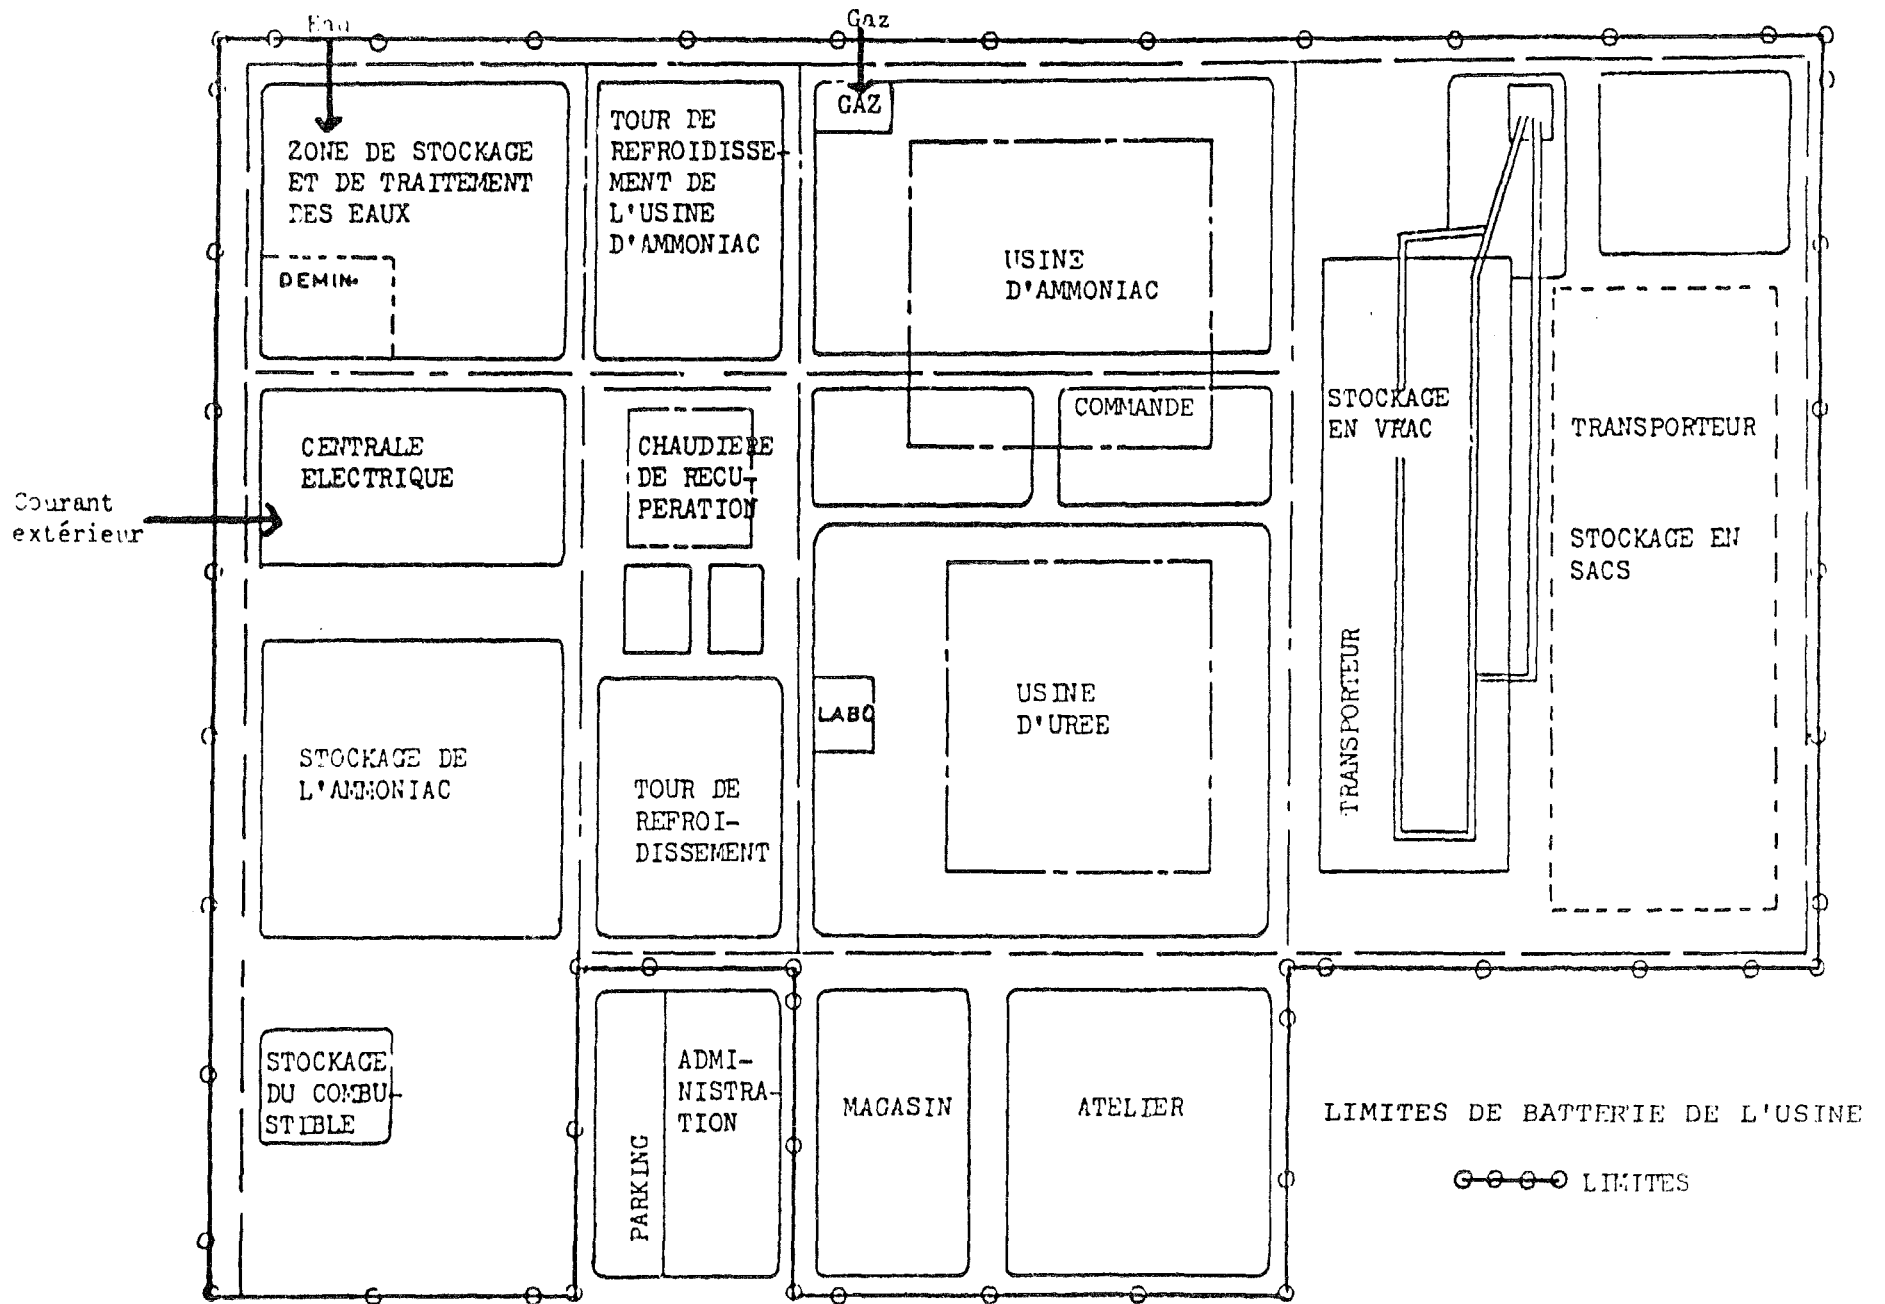 Eau
Gaz
GAZ
ZONE DE STOCKAGE
ET DE TRAITEMENT
DES EAUX
DEMIN.
TOUR DE
REFROIDISSE-
MENT DE
L'USINE
D'AMMONIAC
USINE
D'AMMONIAC
CENTRALE
ELECTRIQUE
Courant
extérieur
CHAUDIERE
DE RECU-
PERATION
COMMANDE
STOCKAGE
EN VRAC
TRANSPORTEUR
TRANSPORTEUR
STOCKAGE EN
SACS
STOCKAGE DE
L'AMMONIAC
TOUR DE
REFROI-
DISSEMENT
LABO
USINE
D'UREE
STOCKAGE
DU COMBU-
STIBLE
PARKING
ADMI-
NISTRA-
TION
MAGASIN
ATELIER
LIMITES DE BATTERIE DE L'USINE
LIMITES